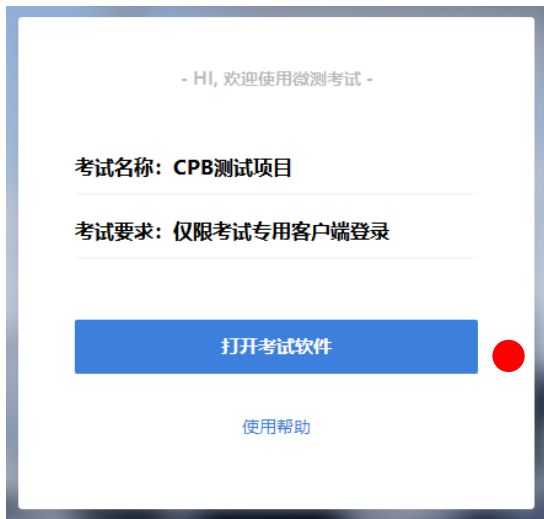 - HI, 欢迎使用微测考试 -
考试名称：CPB测试项目
考试要求：仅限考试专用客户端登录
打开考试软件
使用帮助